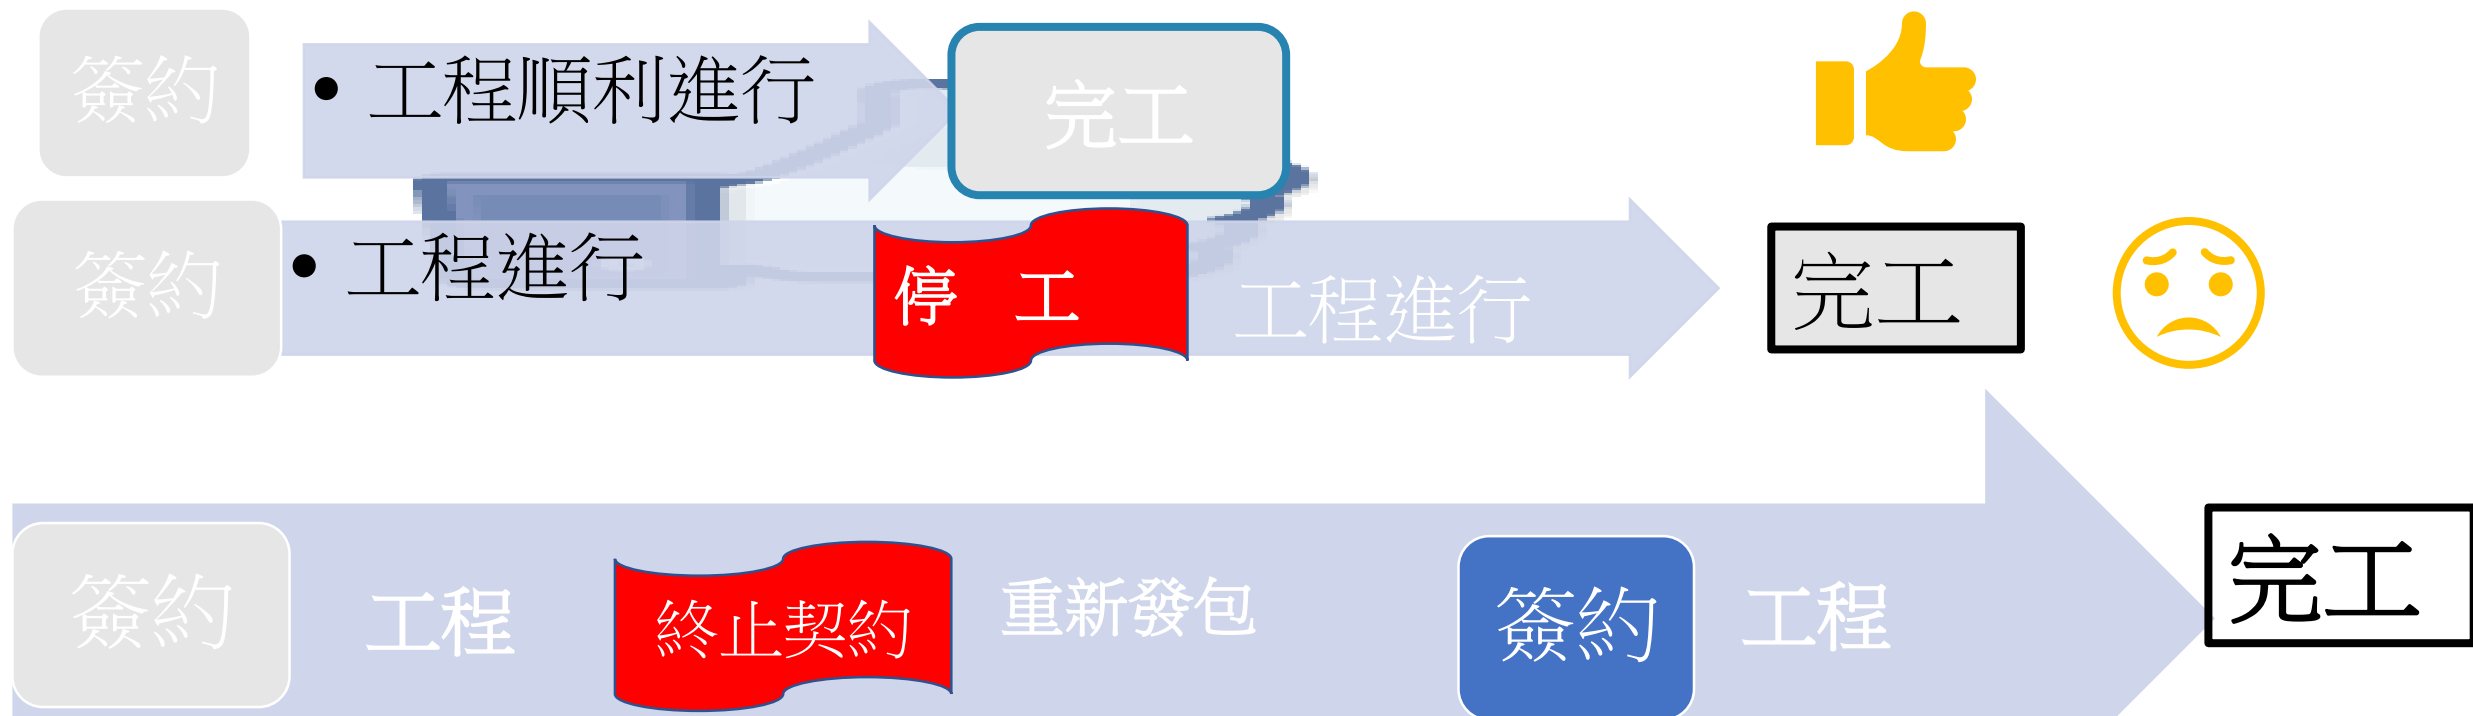 簽約 • 工程順利進行 完工
簽約 • 工程進行 停 工 工程進行 完工
簽約 工程 終止契約 重新發包 簽約 工程 完工